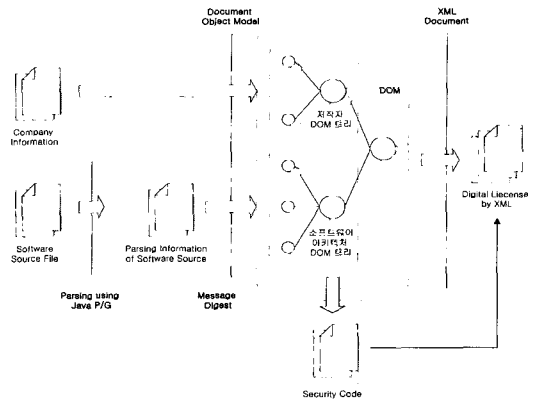 Document
Object Model
XML
Document
DOM
저작자
DOM 트리
Company
Information
Digital Liecense
by XML
소프트웨어
아키텍처
DOM 트리
Software
Source File
Parsing Information
of Software Source
Parsing using
Java P/G
Message
Digest
Security Code